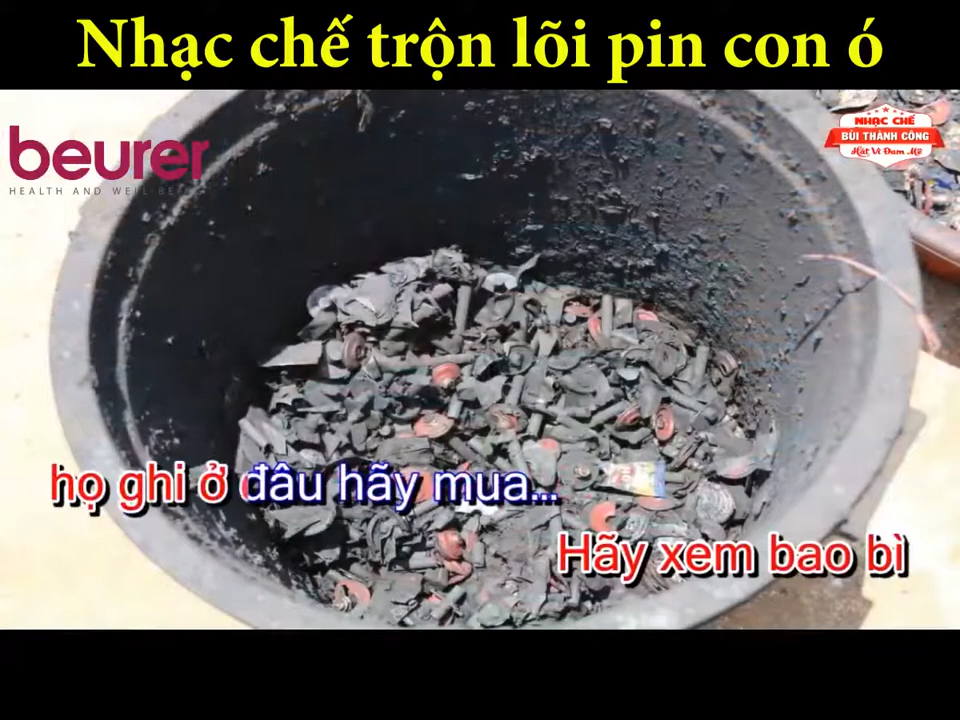 Nhạc chế trộn lõi pin con ó
beurer
HEALTH AND WELL BE
NHẠC CHẾ
BÙI THÀNH CÔNG
Hát Vì Đam Mê
họ ghi ở đâu hãy mua...
Hãy xem bao bì